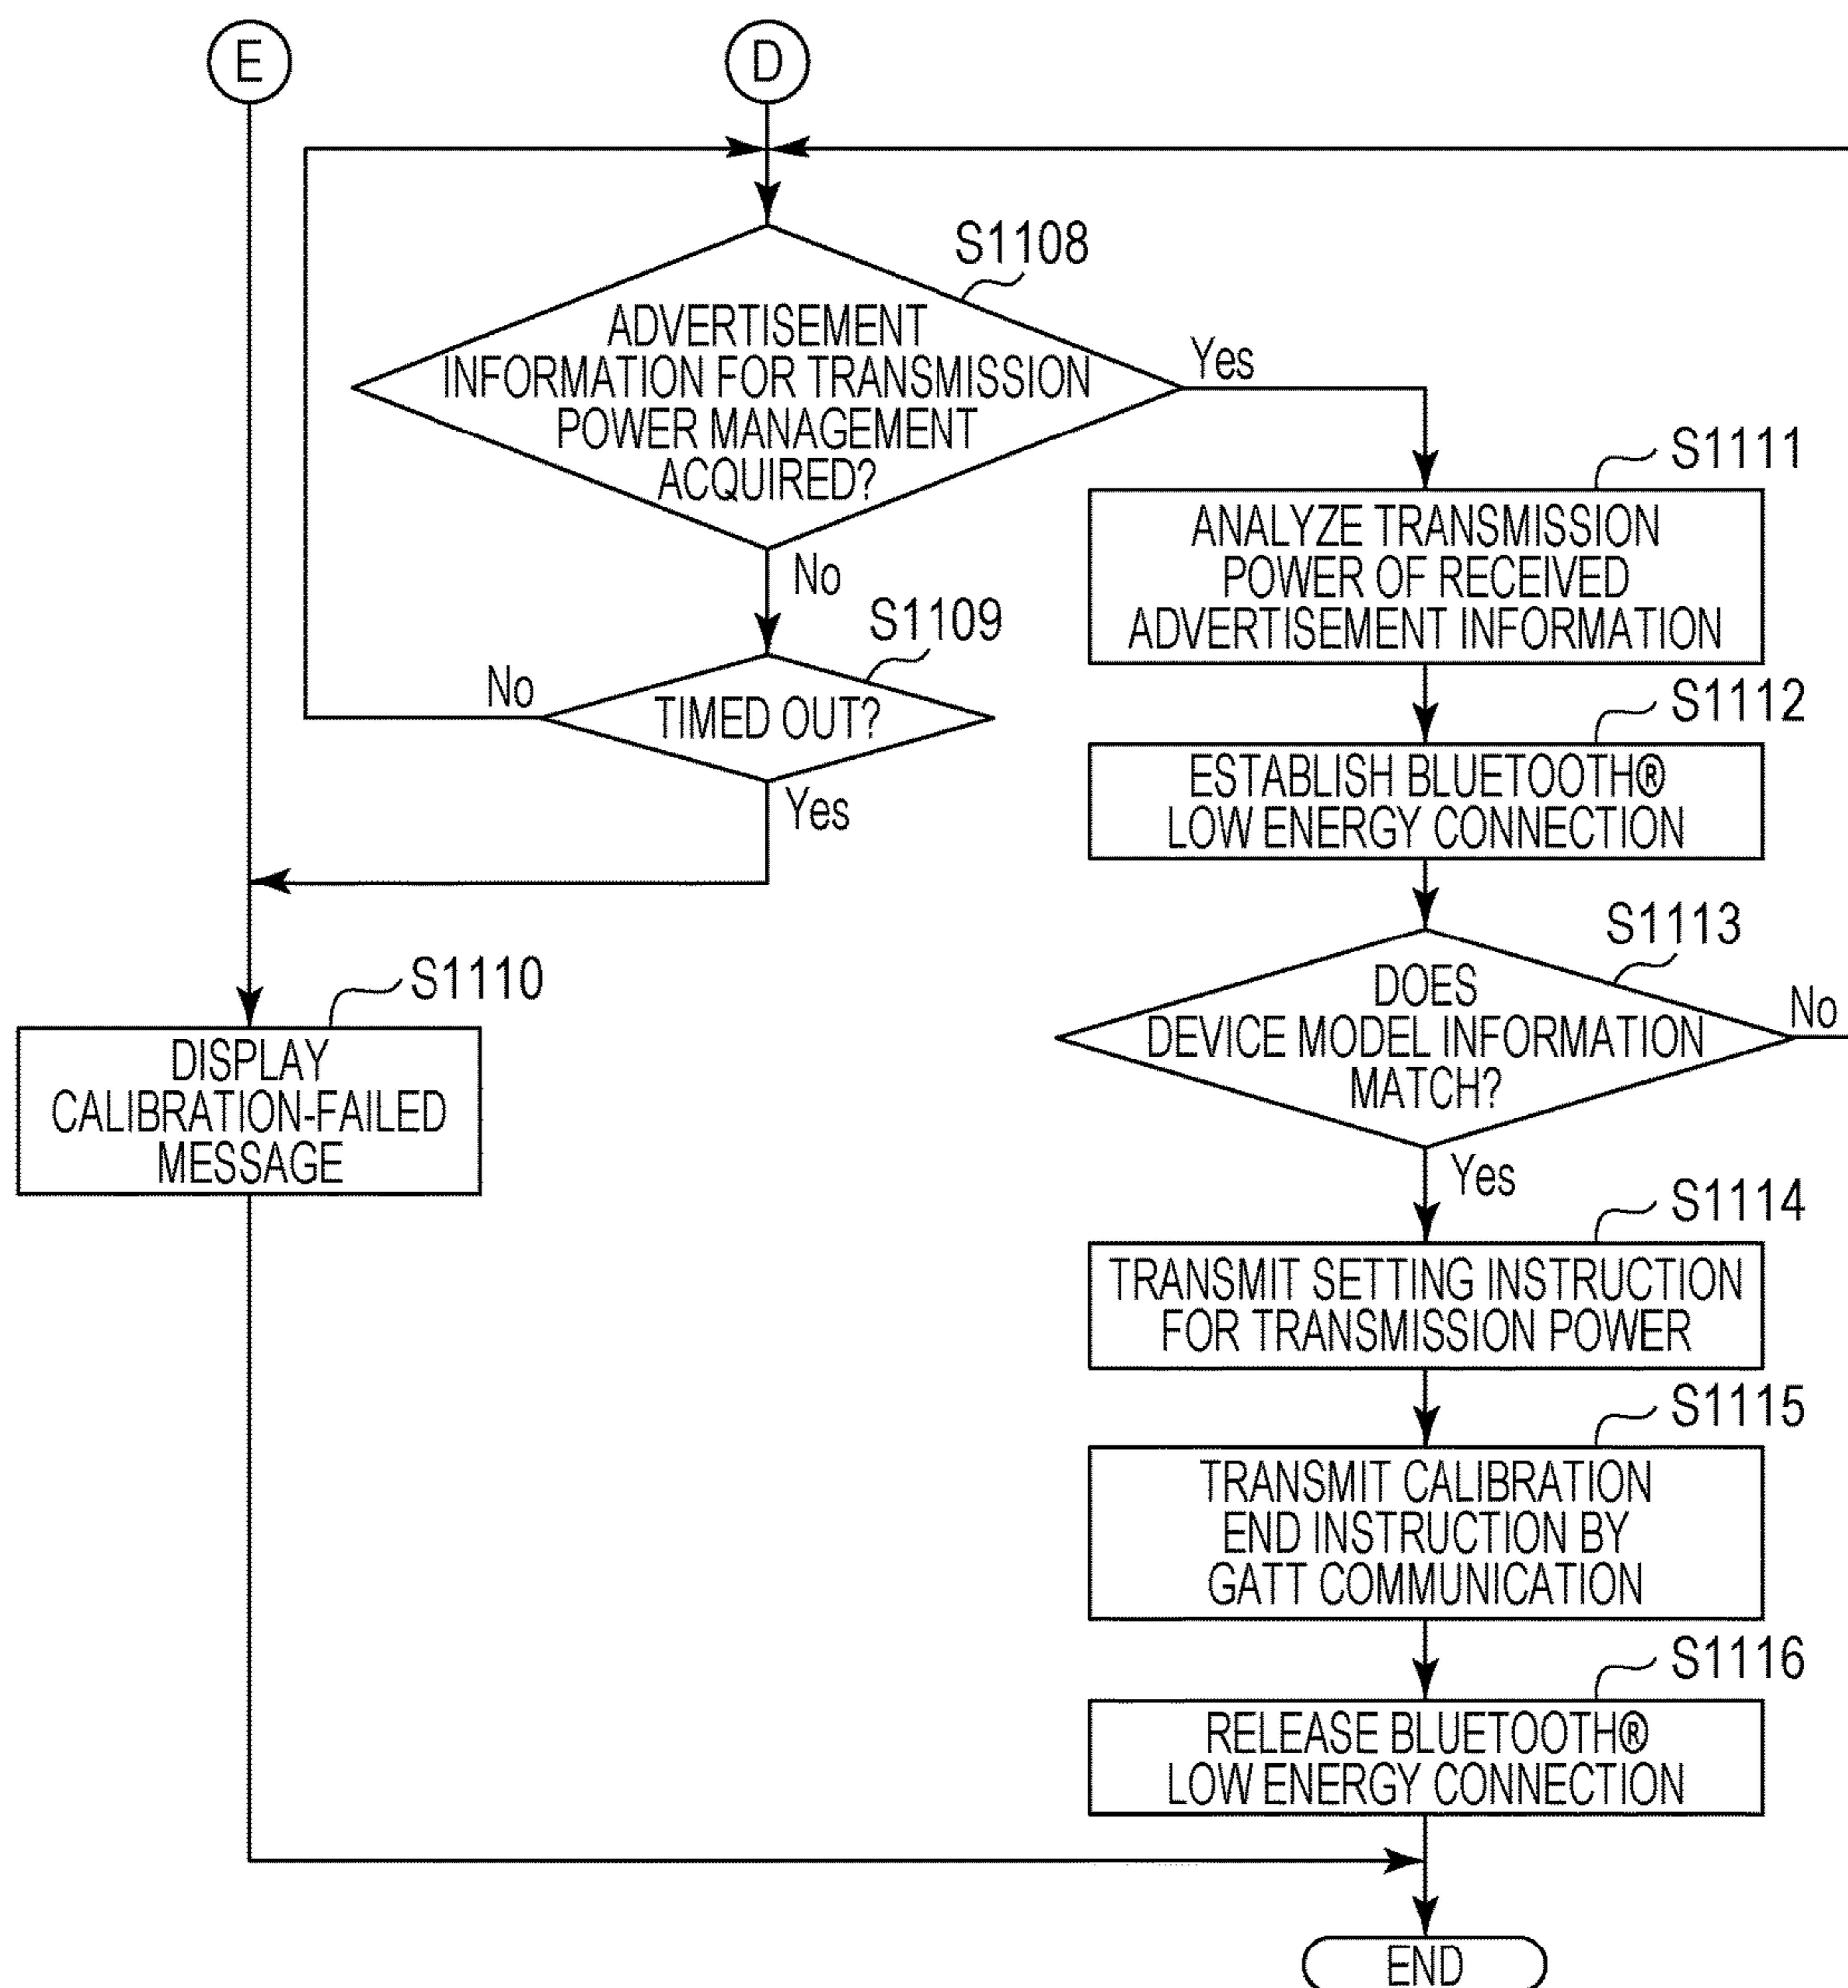 E
D
S1108
ADVERTISEMENT
INFORMATION FOR TRANSMISSION
POWER MANAGEMENT
ACQUIRED?
Yes
No
S1109
No
TIMED OUT?
Yes
S1110
DISPLAY
CALIBRATION-FAILED
MESSAGE
S1111
ANALYZE TRANSMISSION
POWER OF RECEIVED
ADVERTISEMENT INFORMATION
S1112
ESTABLISH BLUETOOTH®
LOW ENERGY CONNECTION
S1113
DOES
DEVICE MODEL INFORMATION
MATCH?
No
Yes
S1114
TRANSMIT SETTING INSTRUCTION
FOR TRANSMISSION POWER
S1115
TRANSMIT CALIBRATION
END INSTRUCTION BY
GATT COMMUNICATION
S1116
RELEASE BLUETOOTH®
LOW ENERGY CONNECTION
END